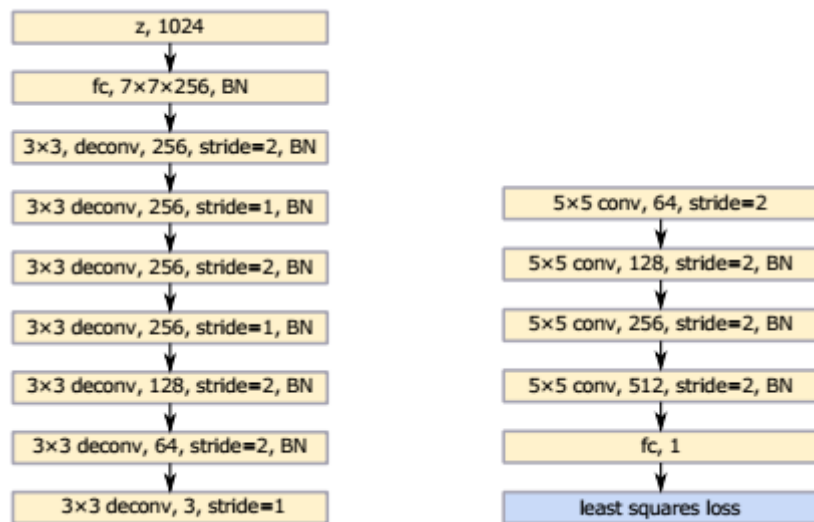 z, 1024
fc, 7×7×256, BN
3×3, deconv, 256, stride=2, BN
3×3 deconv, 256, stride=1, BN
3×3 deconv, 256, stride=2, BN
3×3 deconv, 256, stride=1, BN
3×3 deconv, 128, stride=2, BN
3×3 deconv, 64, stride=2, BN
3×3 deconv, 3, stride=1
5×5 conv, 64, stride=2
5×5 conv, 128, stride=2, BN
5×5 conv, 256, stride=2, BN
5×5 conv, 512, stride=2, BN
fc, 1
least squares loss